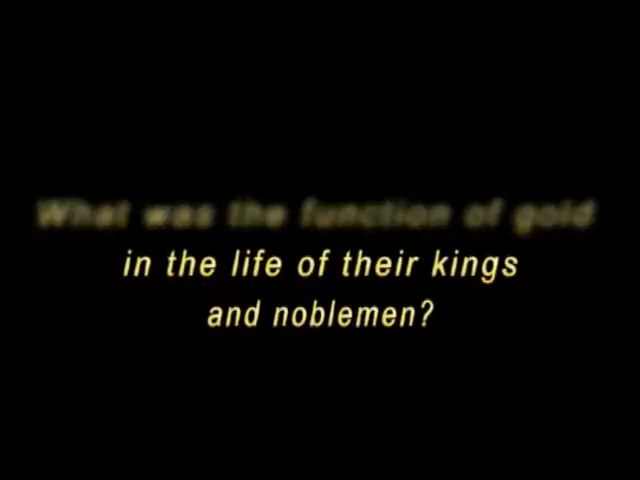 What was the function of gold
in the life of their kings
and noblemen?